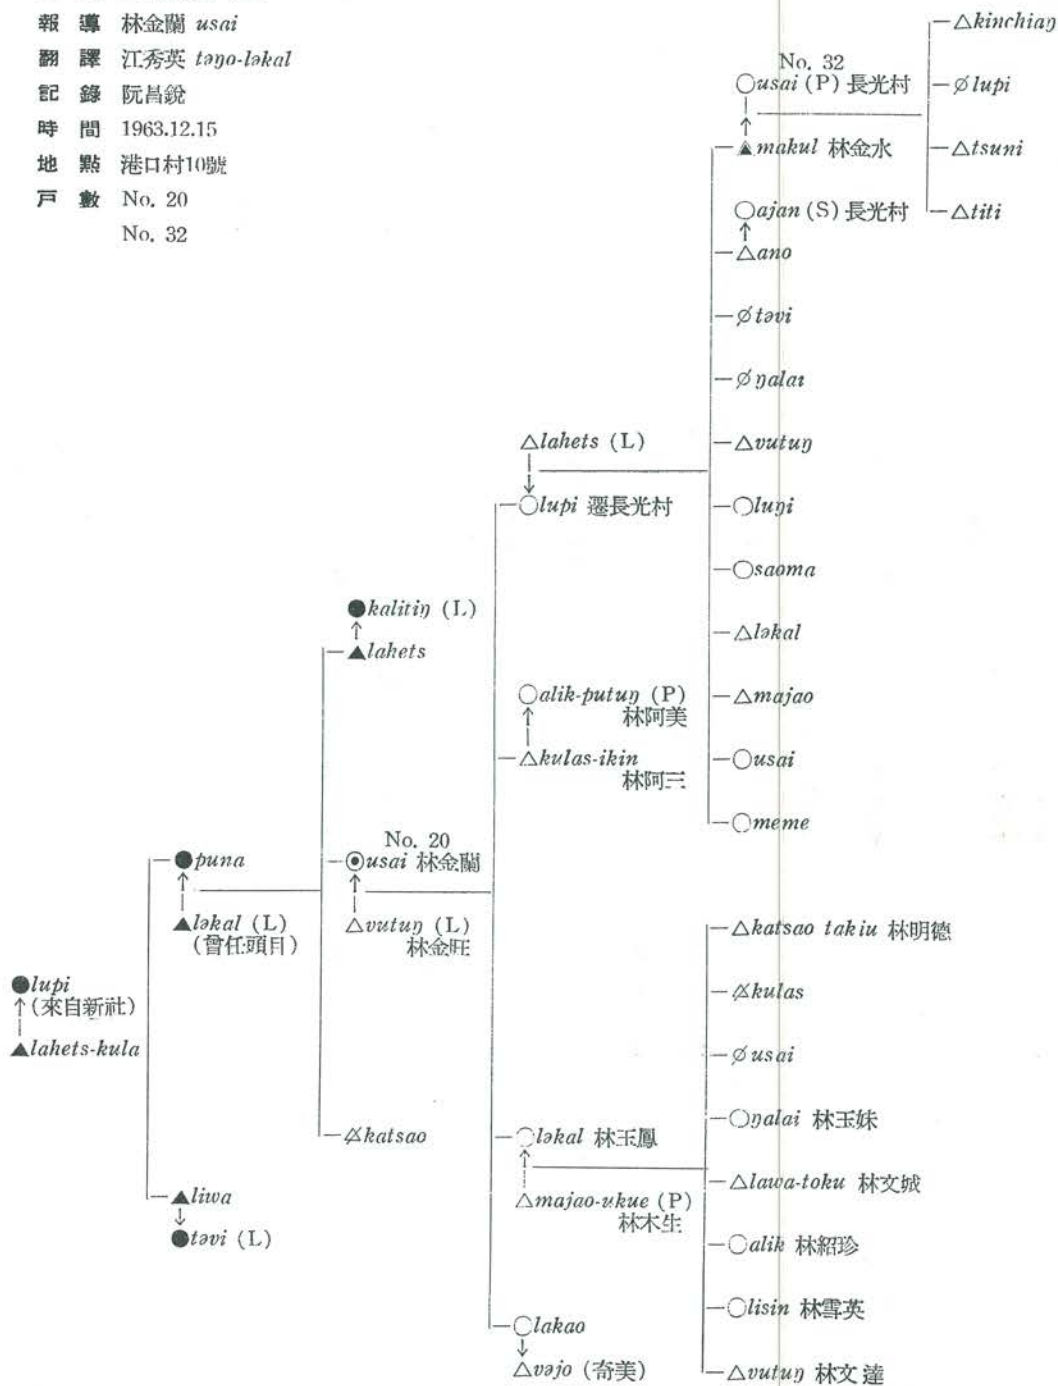 報導 林金蘭 usai
翻譯 江秀英 təŋo-ləkal
記錄 阮昌銳
時間 1963.12.15
地點 港口村10號
戶數 No. 20
No. 32
kinchiaŋ
No. 32
usai (P) 長光村
lupi
makul 林金水
tsuni
ajan (S) 長光村
titi
ano
təvi
ŋalai
lahets (L)
vutuŋ
lupi 遷長光村
luŋi
saoma
kalitiŋ (L)
ləkal
lahets
alik-putuŋ (P)
林阿美
majao
kulas-ikin
林阿三
usai
meme
No. 20
puna
usai 林金蘭
ləkal (L)
(曾任頭目)
vutuŋ (L)
林金旺
katsao takiu 林明德
lupi
(來自新社)
kulas
lahets-kula
usai
katsao
ləkal 林玉鳳
ŋalai 林玉妹
liwa
majao-ukue (P)
林木生
lawa-toku 林文城
təvi (L)
alik 林紹珍
lakao
lisin 林雪英
vəjo (奇美)
vutuŋ 林文達